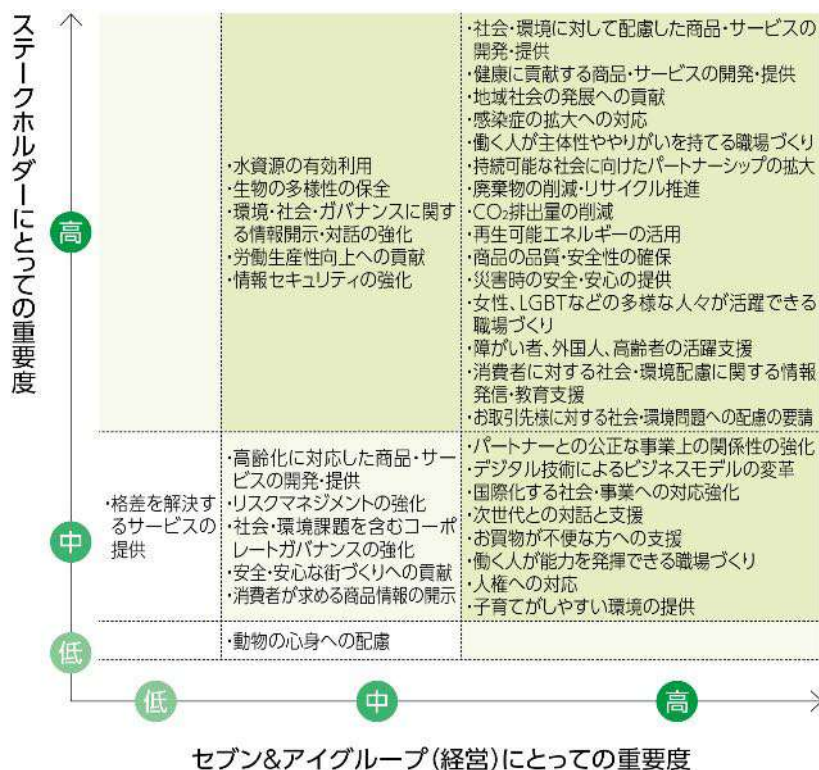 ステークホルダーにとっての重要度
高
・水資源の有効利用
・生物の多様性の保全
・環境・社会・ガバナンスに関す
る情報開示・対話の強化
・労働生産性向上への貢献
・情報セキュリティの強化
・社会・環境に対して配慮した商品・サービスの
開発・提供
・健康に貢献する商品・サービスの開発・提供
・地域社会の発展への貢献
・感染症の拡大への対応
・働く人が主体性ややりがいを持てる職場づくり
・持続可能な社会に向けたパートナーシップの拡大
・廃棄物の削減・リサイクル推進
・CO₂排出量の削減
・再生可能エネルギーの活用
・商品の品質・安全性の確保
・災害時の安全・安心の提供
・女性、LGBTなどの多様な人々が活躍できる
職場づくり
・障がい者、外国人、高齢者の活躍支援
・消費者に対する社会・環境配慮に関する情報
発信・教育支援
・お取引先様に対する社会・環境問題への配慮の要請
中
・格差を解決す
るサービスの
提供
・高齢化に対応した商品・サー
ビスの開発・提供
・リスクマネジメントの強化
・社会・環境課題を含むコーポ
レートガバナンスの強化
・安全・安心な街づくりへの貢献
・消費者が求める商品情報の開示
・パートナーとの公正な事業上の関係性の強化
・デジタル技術によるビジネスモデルの変革
・国際化する社会・事業への対応強化
・次世代との対話と支援
・お買物が不便な方への支援
・働く人が能力を発揮できる職場づくり
・人権への対応
・子育てがしやすい環境の提供
低
・動物の心身への配慮
低
中
高
セブン&アイグループ(経営)にとっての重要度